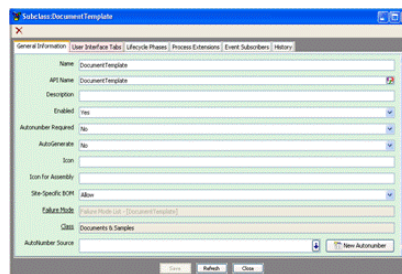 Subclass:DocumentTemplate
General Information User Interface Tabs Lifecycle Phases Process Extensions Event Subscribers History
Name DocumentTemplate
API Name DocumentTemplate
Description
Enabled Yes
Autonumber Required No
AutoGenerate No
Icon
Icon for Assembly
Site-Specific BOM Allow
Failure Mode Failure Mode List - [DocumentTemplate]
Class Documents & Samples
AutoNumber Source New Autonumber
Save Refresh Close